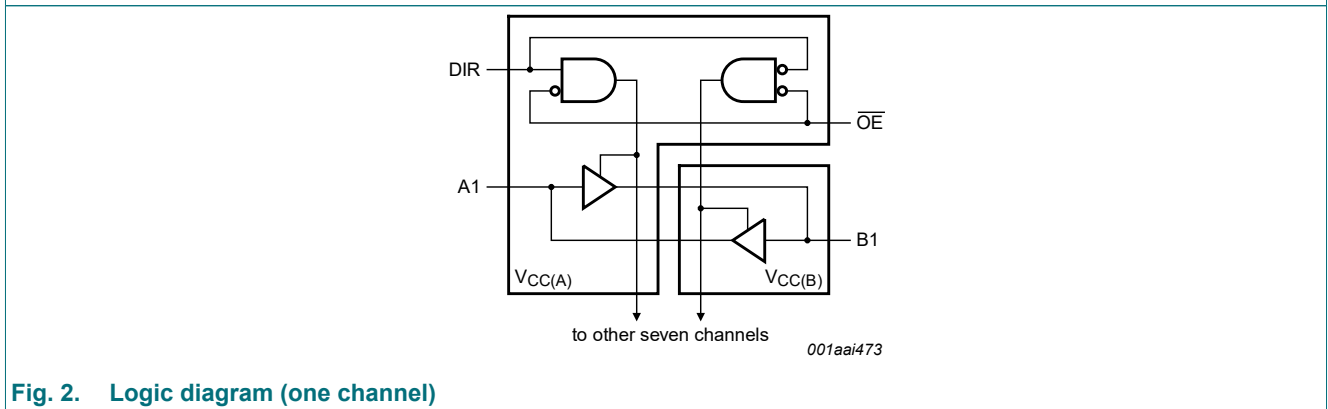 DIR
OE
A1
B1
VCC(A)
VCC(B)
to other seven channels
001aai473
Fig. 2. Logic diagram (one channel)